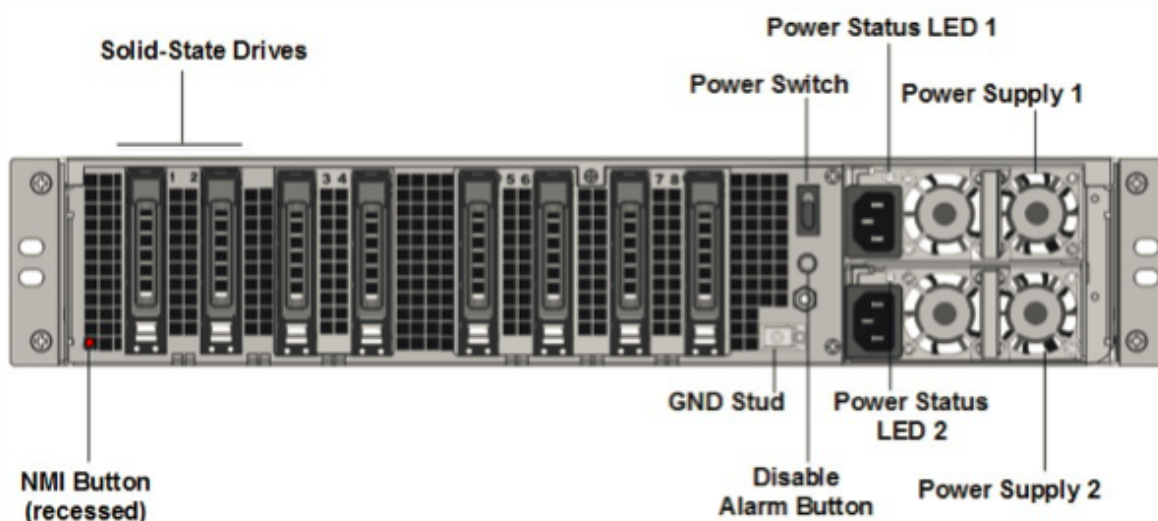 Power Status LED 1
Solid-State Drives
Power Switch
Power Supply 1
1 2
3 4
5 6
7 8
GND Stud
Power Status
LED 2
NMI Button
(recessed)
Disable
Alarm Button
Power Supply 2